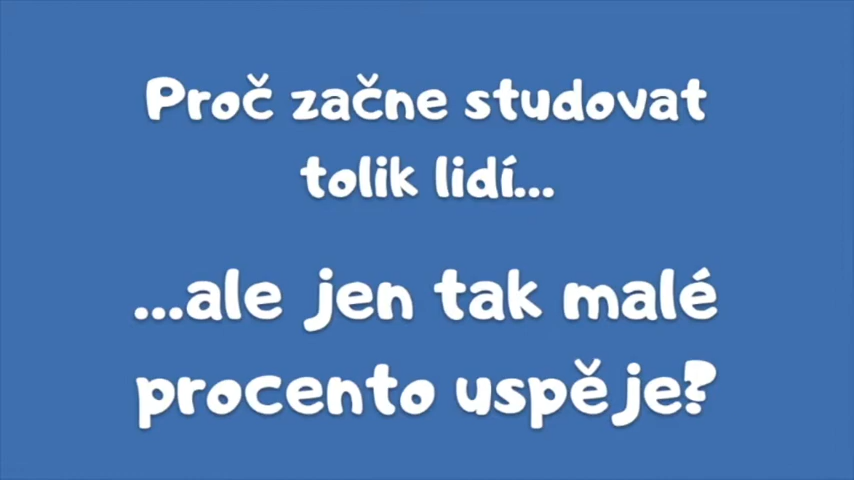 Proč začne studovat
tolik lidí...
...ale jen tak malé
procento uspěje?